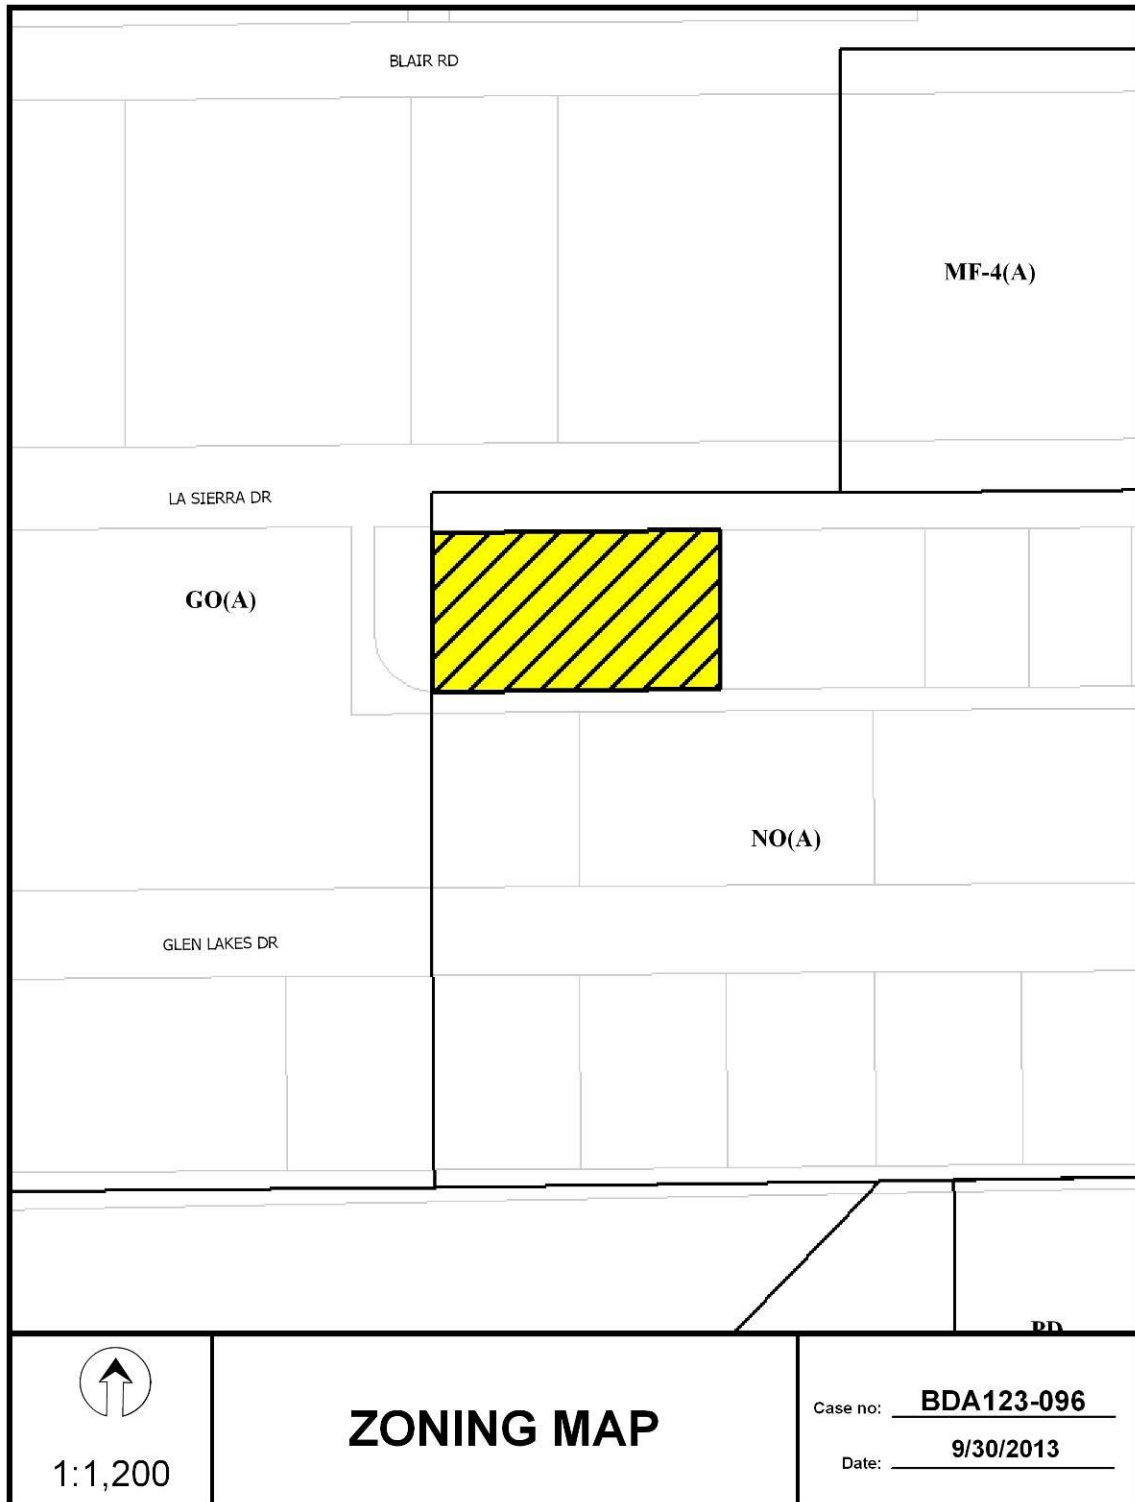 BLAIR RD
MF-4(A)
LA SIERRA DR
GO(A)
NO(A)
GLEN LAKES DR
PD
1:1,200
ZONING MAP
Case no: BDA123-096
Date: 9/30/2013